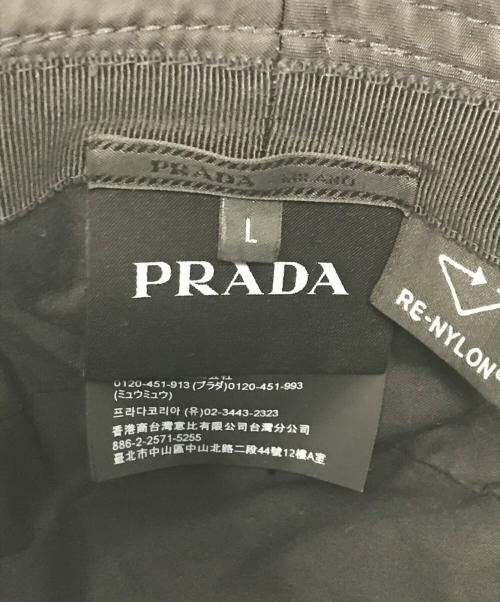 PRADA MILANO
L
PRADA
RE-NYLON®
0120-451-913 (プラダ)0120-451-993
(ミュウミュウ)
프라다코리아 (유)02-3443-2323
香港商台灣意比有限公司台灣分公司
886-2-2571-5255
臺北市中山區中山北路二段44號12樓A室